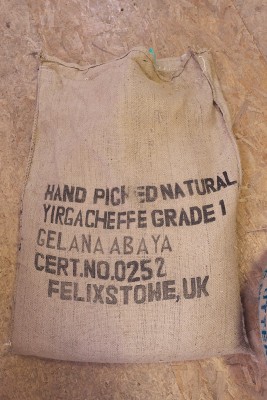 HAND PICKED NATURAL
YIRGACHEFFE GRADE 1
GELANA ABAYA
CERT.NO.0252
FELIXSTOWE, UK